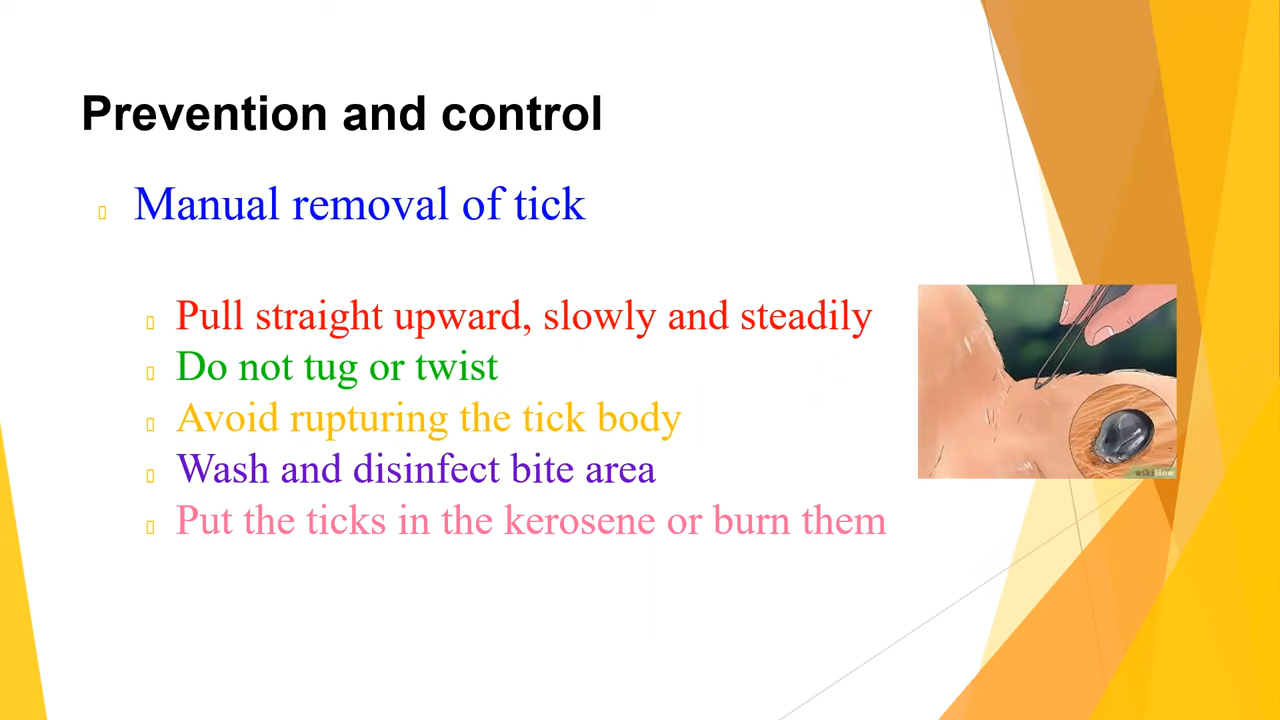 Prevention and control
Manual removal of tick
Pull straight upward, slowly and steadily
Do not tug or twist
Avoid rupturing the tick body
Wash and disinfect bite area
Put the ticks in the kerosene or burn them
wikiHow